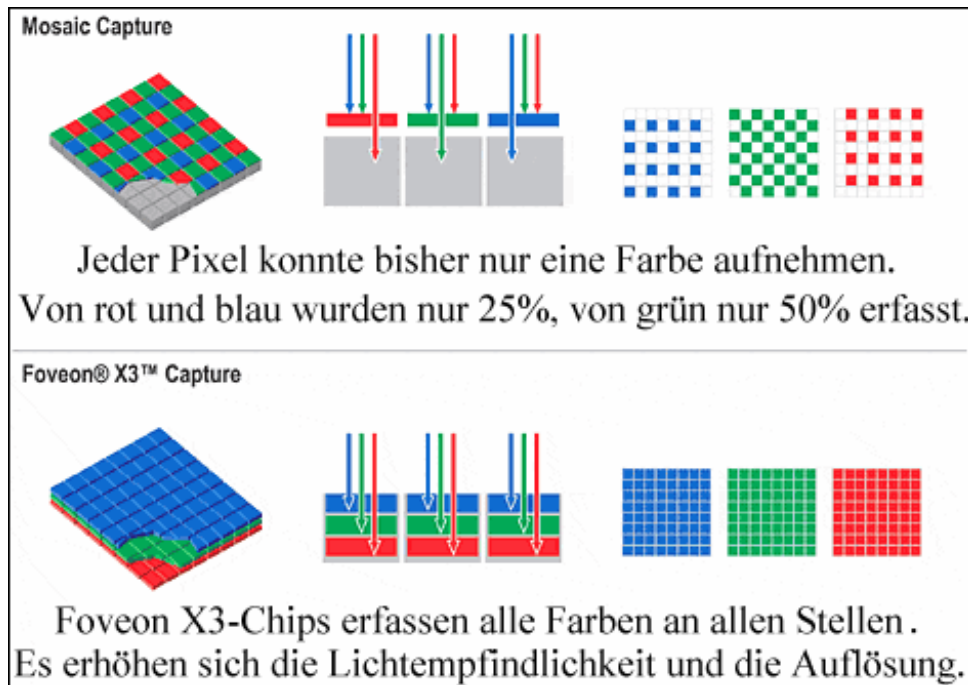 Mosaic Capture
Jeder Pixel konnte bisher nur eine Farbe aufnehmen.
Von rot und blau wurden nur 25%, von grün nur 50% erfasst.
Foveon® X3™ Capture
Foveon X3-Chips erfassen alle Farben an allen Stellen.
Es erhöhen sich die Lichtempfindlichkeit und die Auflösung.